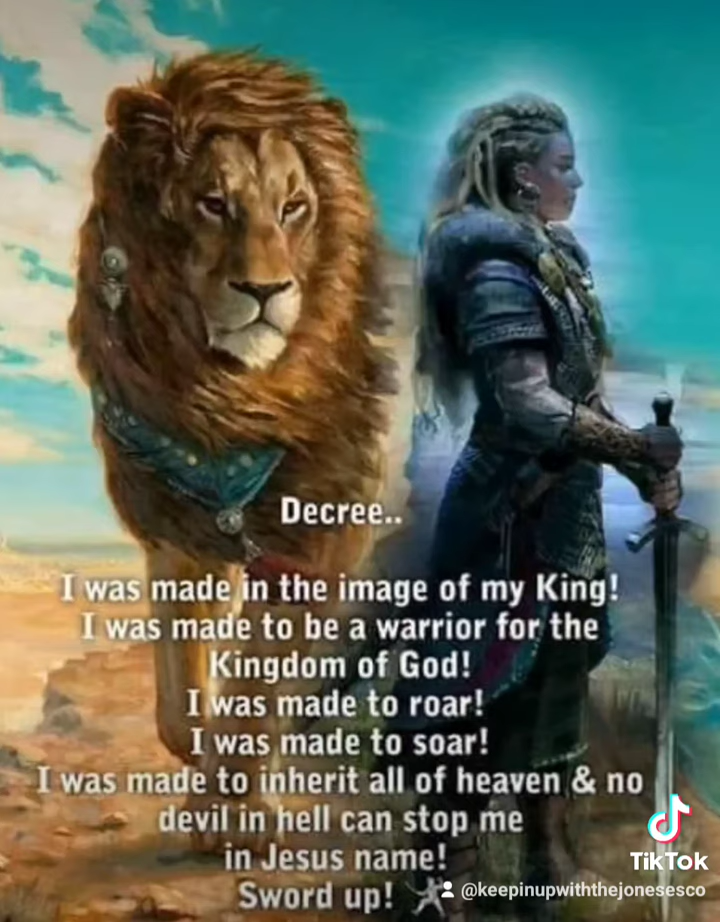 Decree..
I was made in the image of my King!
I was made to be a warrior for the
Kingdom of God!
I was made to roar!
I was made to soar!
I was made to inherit all of heaven & no
devil in hell can stop me
in Jesus name!
Sword up!
TikTok
@keepinupwiththejonesesco